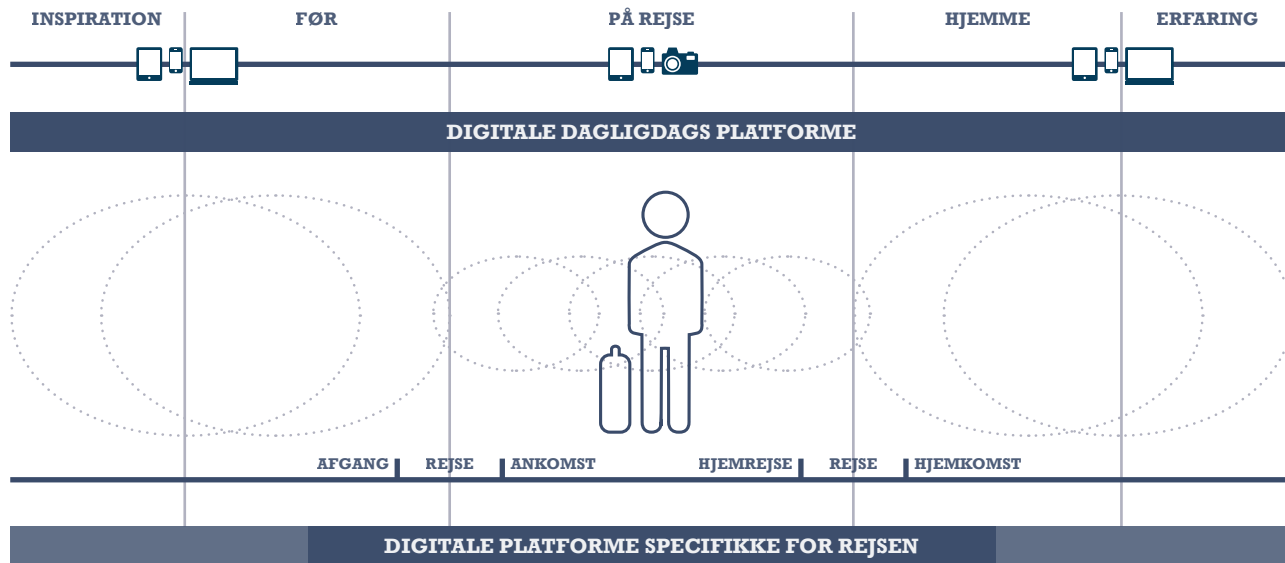 INSPIRATION FØR PÅ REJSE HJEMME ERFARING
DIGITALE DAGLIGDAGS PLATFORME
AFGANG REJSE ANKOMST HJEMREJSE REJSE HJEMKOMST
DIGITALE PLATFORME SPECIFIKKE FOR REJSEN